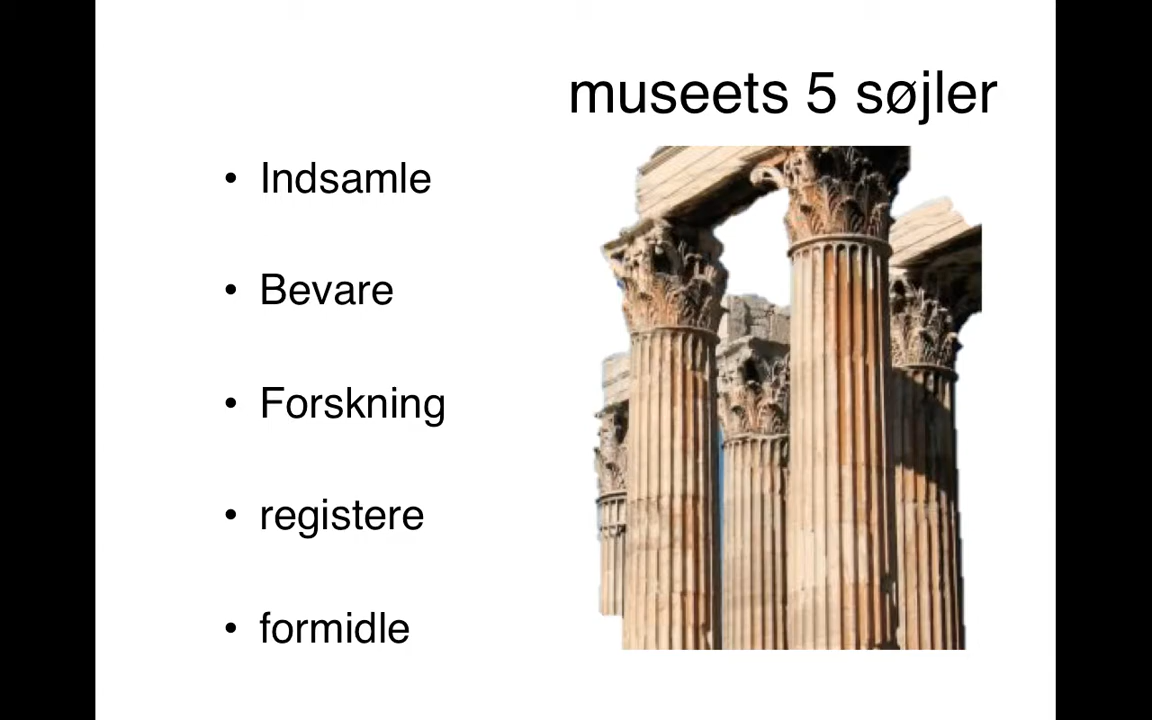 museets 5 søjler
• Indsamle
• Bevare
• Forskning
• registere
• formidle